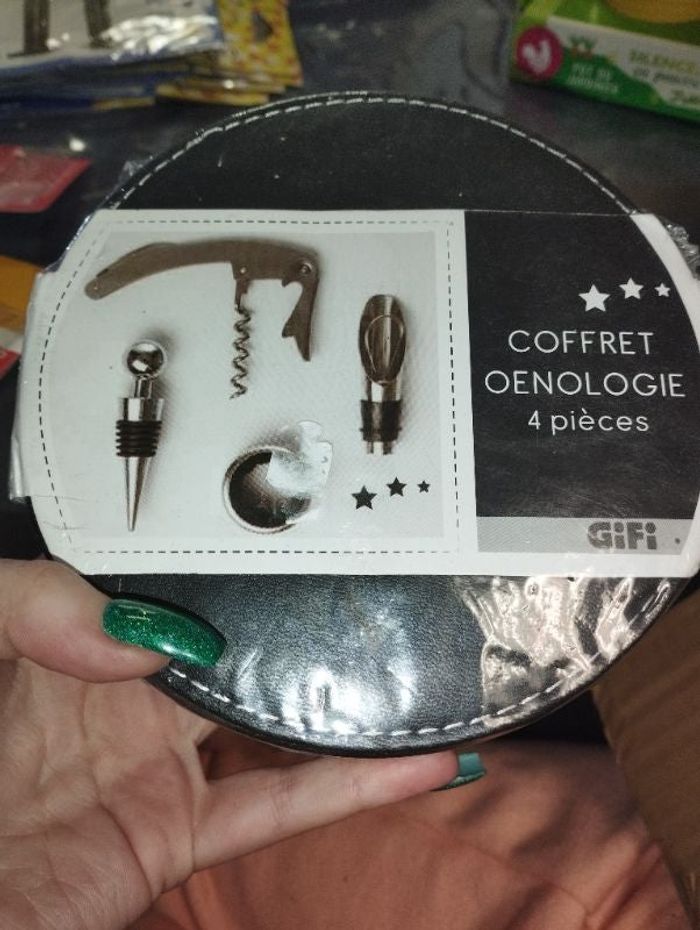 COFFRET
OENOLOGIE
4 pièces
GiFi